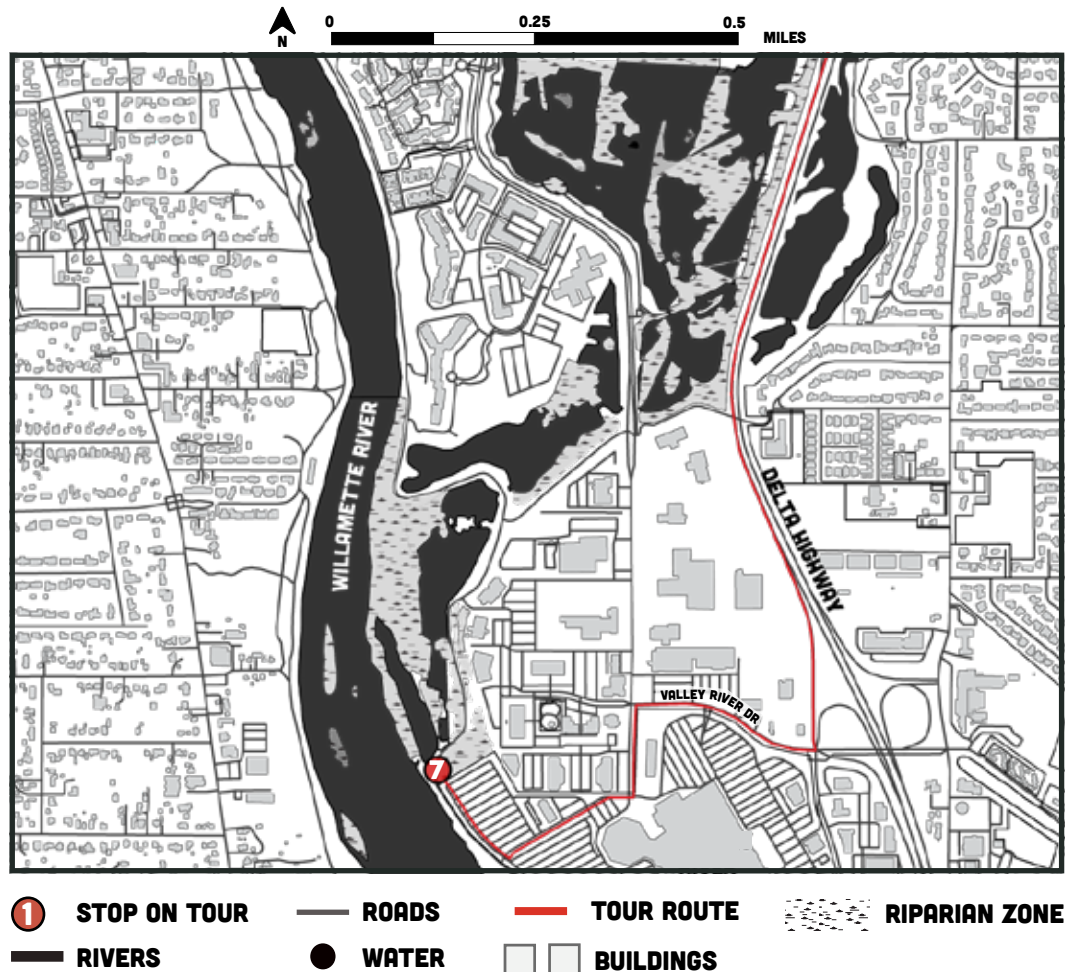 0 0.25 0.5
N MILES
WILLAMETTE RIVER
DELTA HIGHWAY
VALLEY RIVER DR
7
1 STOP ON TOUR ROADS TOUR ROUTE RIPARIAN ZONE
RIVERS WATER BUILDINGS